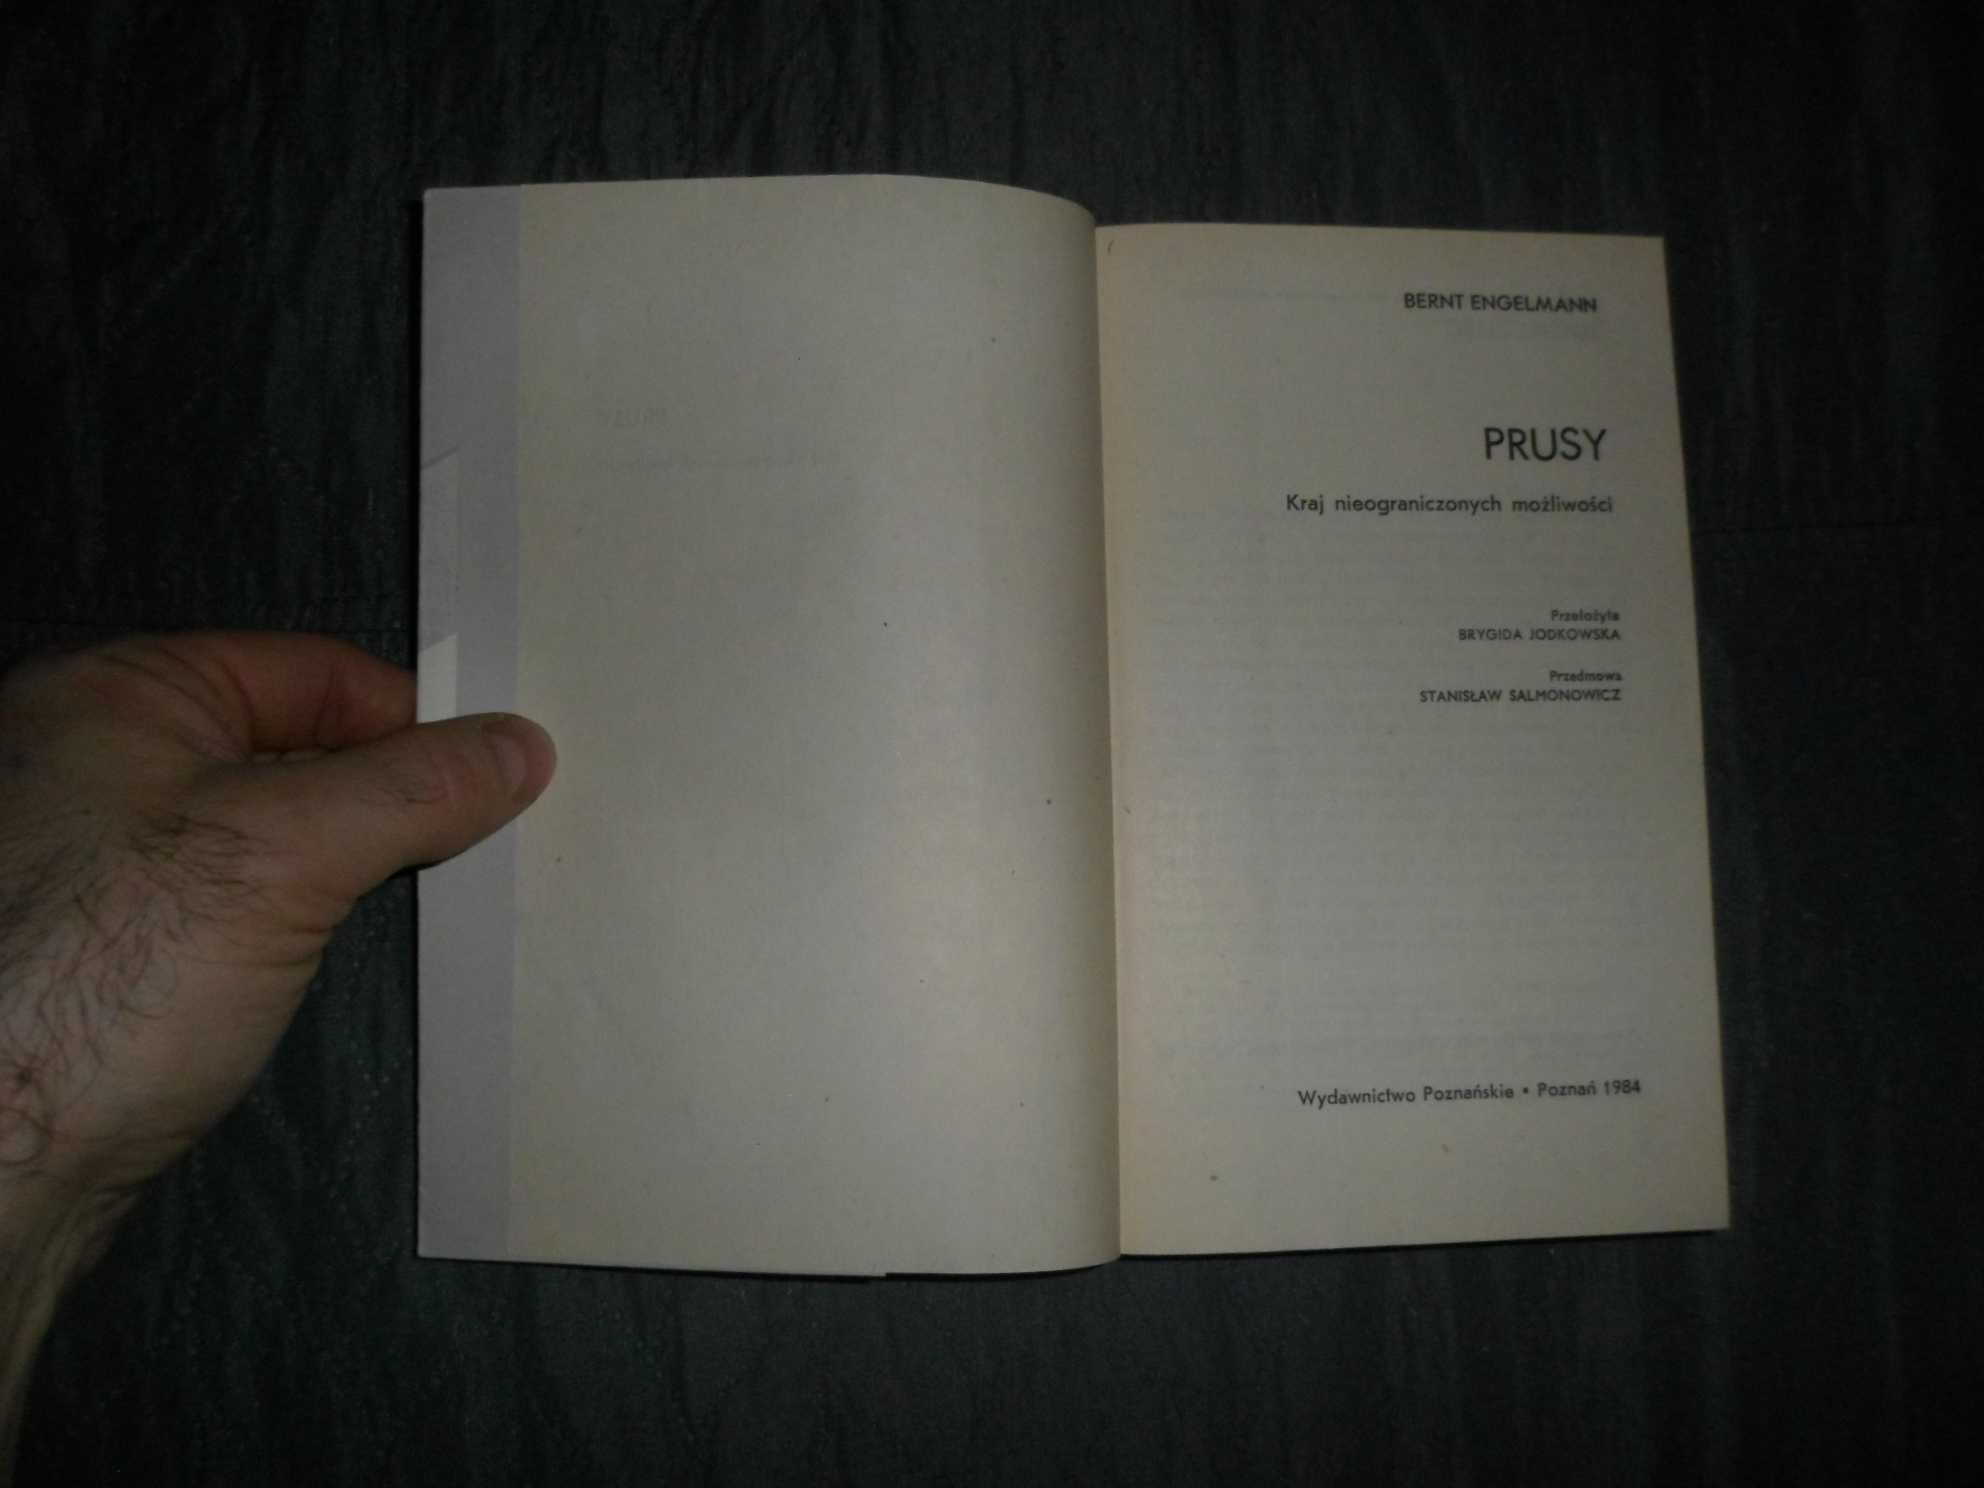 BERNT ENGELMANN
PRUSY
Kraj nieograniczonych możliwości
Przełożyła
BRYGIDA JODKOWSKA
Przedmowa
STANISŁAW SALMONOWICZ
Wydawnictwo Poznańskie • Poznań 1984